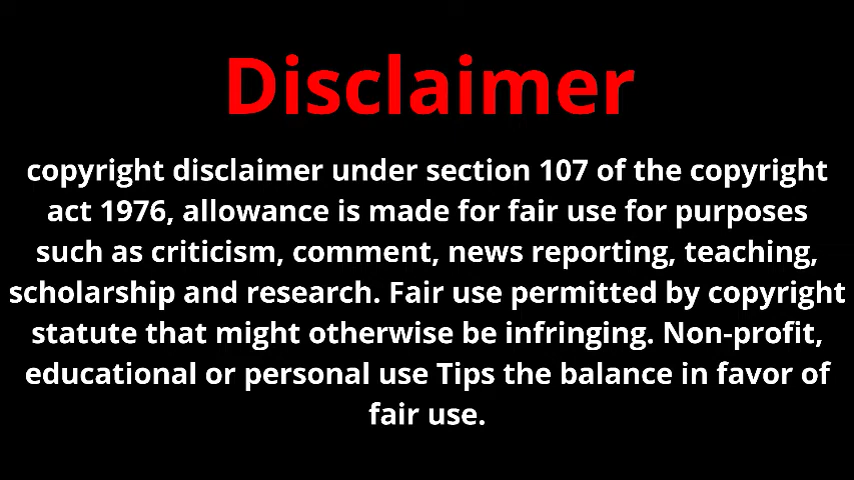 Disclaimer
copyright disclaimer under section 107 of the copyright
act 1976, allowance is made for fair use for purposes
such as criticism, comment, news reporting, teaching,
scholarship and research. Fair use permitted by copyright
statute that might otherwise be infringing. Non-profit,
educational or personal use Tips the balance in favor of
fair use.